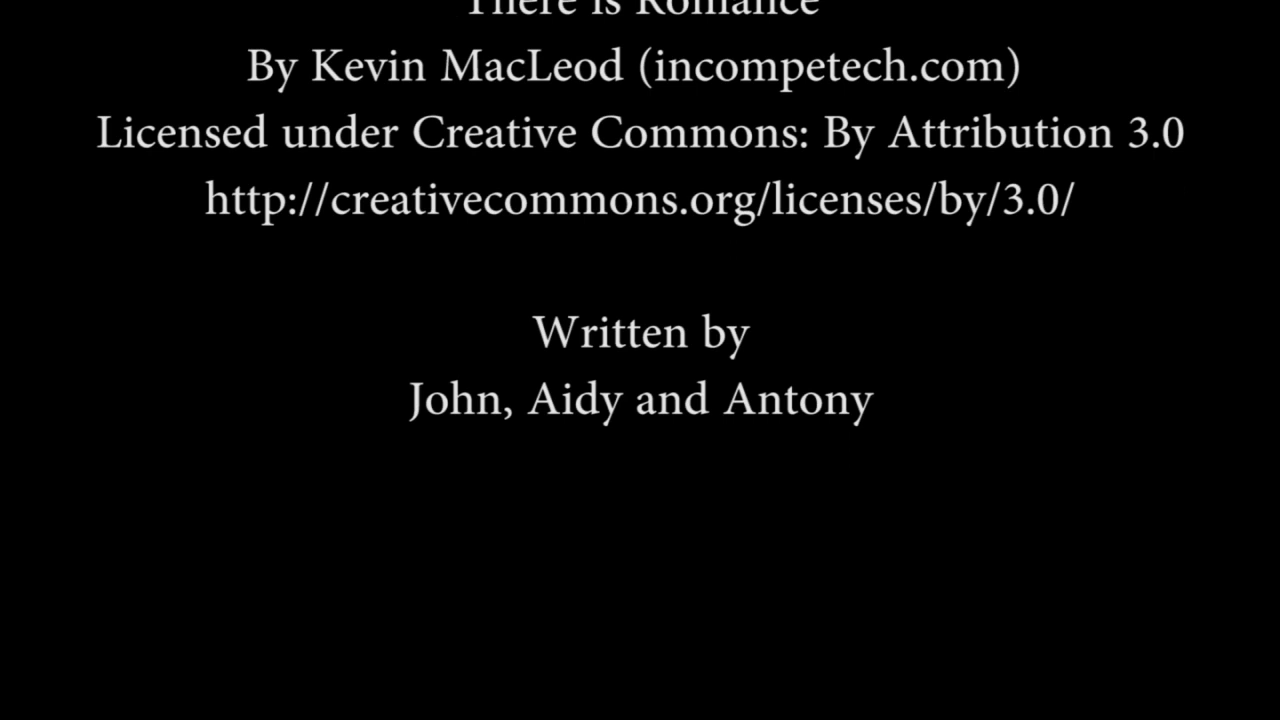 There is Romance
By Kevin MacLeod (incompetech.com)
Licensed under Creative Commons: By Attribution 3.0
http://creativecommons.org/licenses/by/3.0/
Written by
John, Aidy and Antony